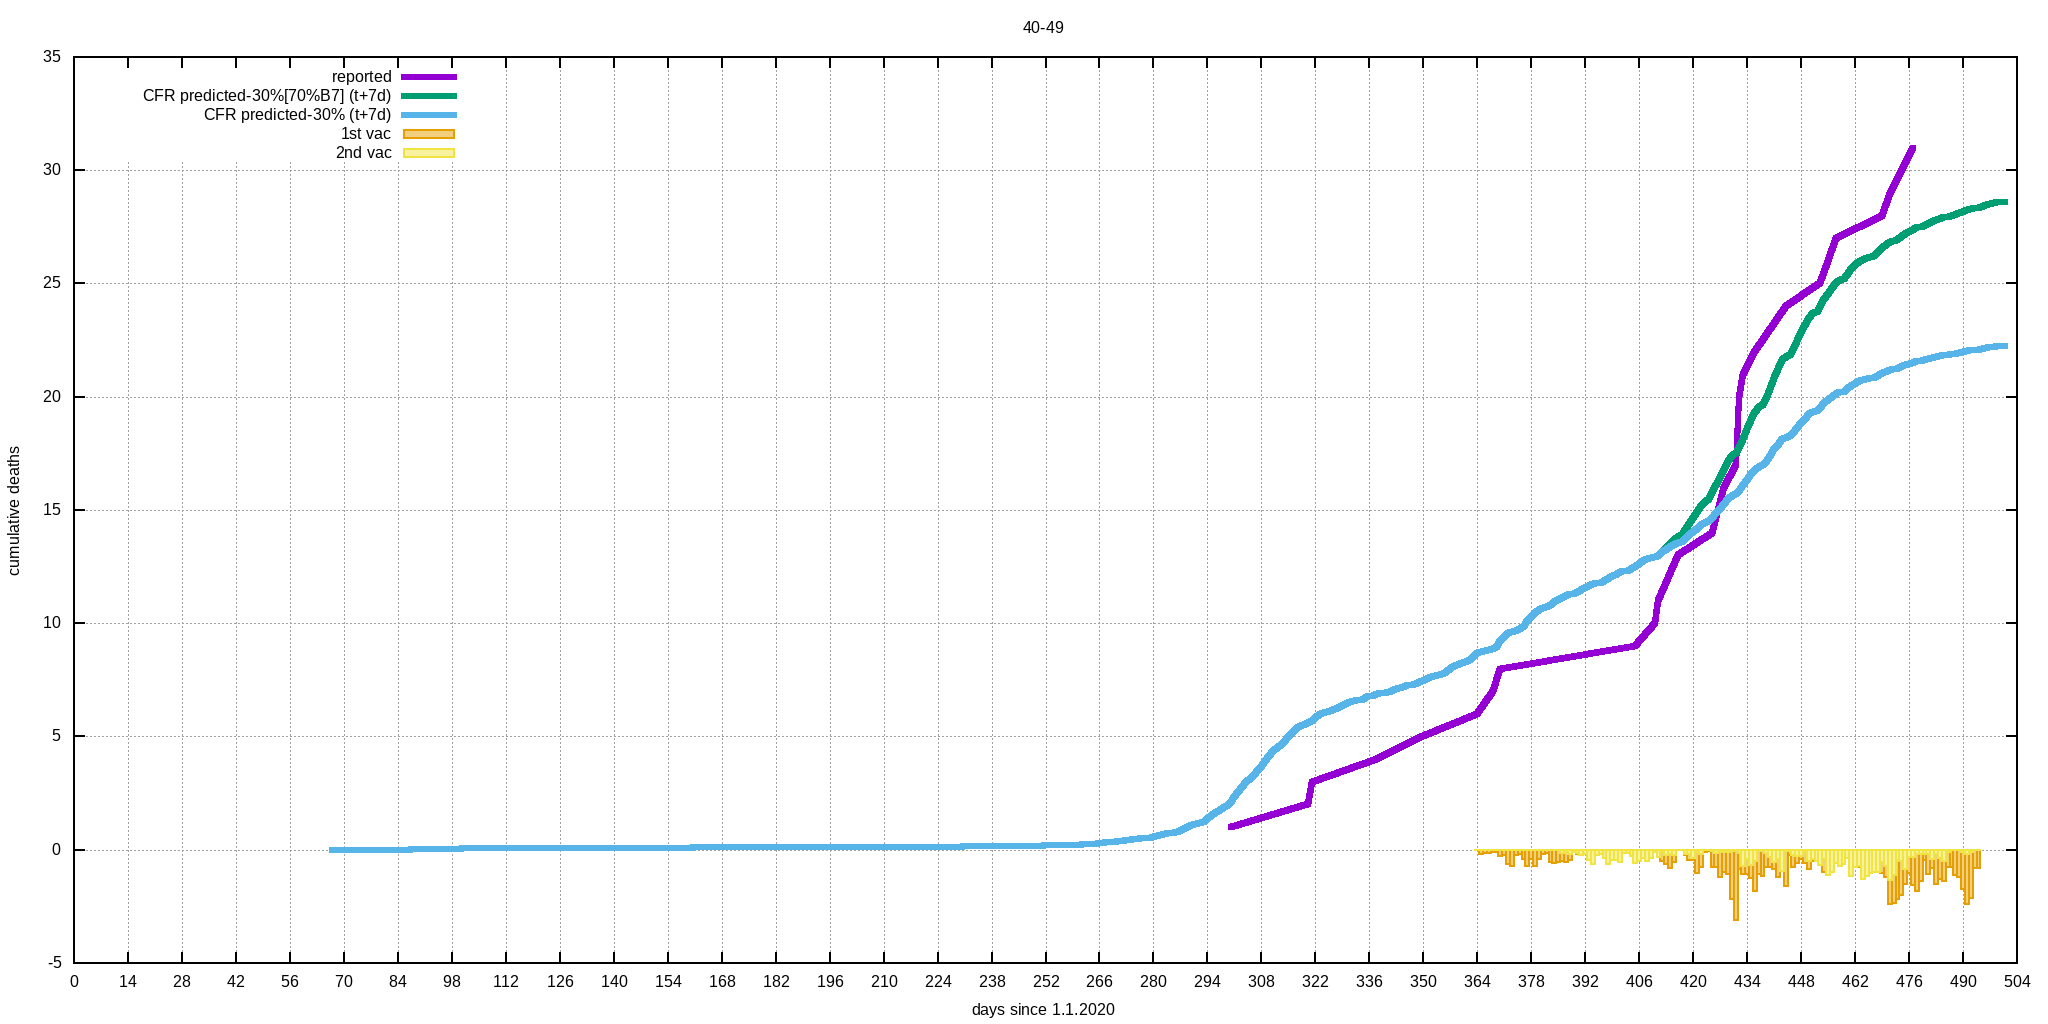 40-49
reported
CFR predicted-30%[70%B7] (t+7d)
CFR predicted-30% (t+7d)
1st vac
2nd vac
35
30
25
20
15
10
5
0
-5
cumulative deaths
0 14 28 42 56 70 84 98 112 126 140 154 168 182 196 210 224 238 252 266 280 294 308 322 336 350 364 378 392 406 420 434 448 462 476 490 504
days since 1.1.2020